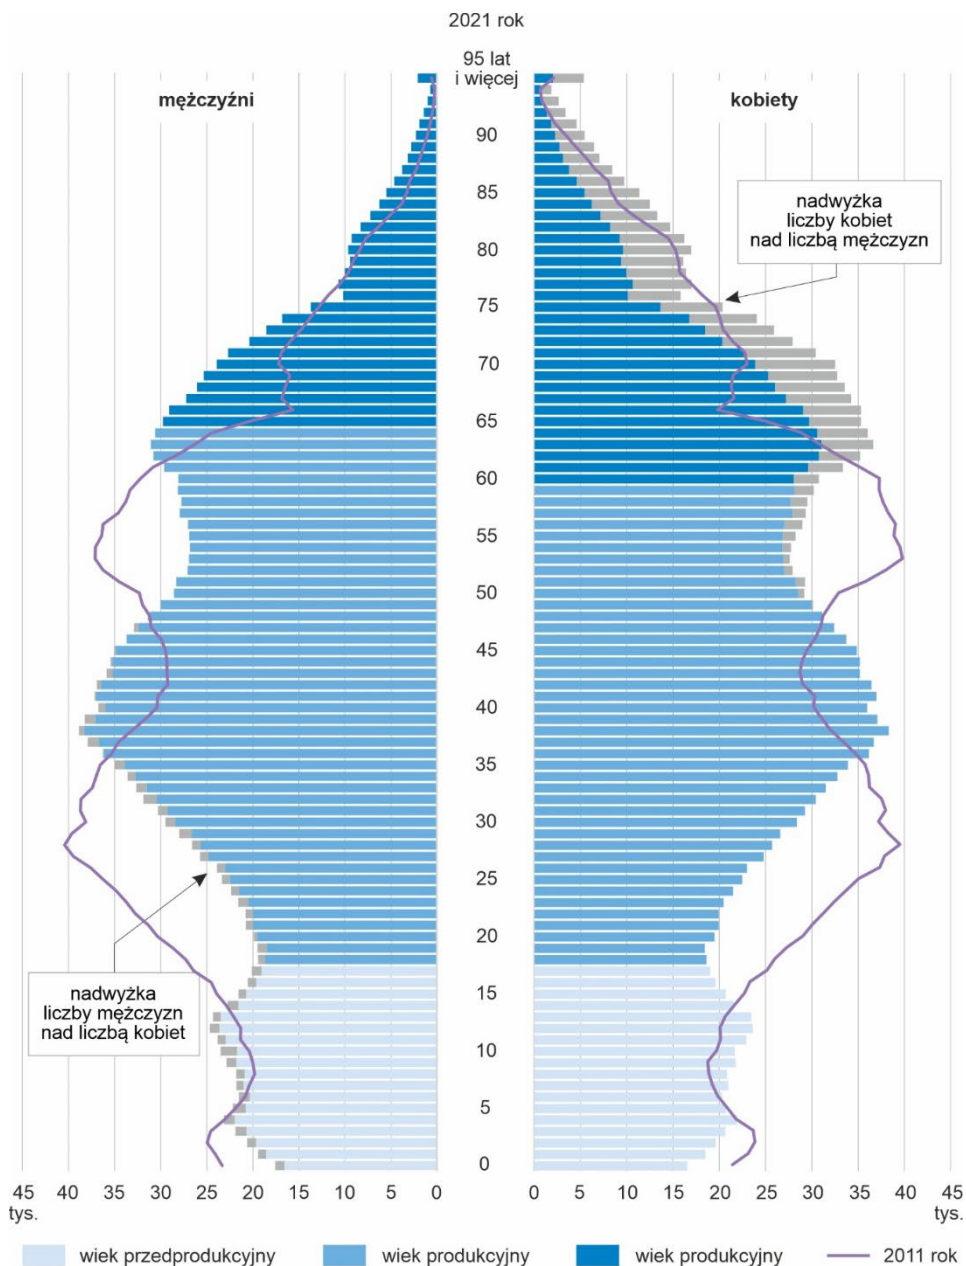 2021 rok
95 lat
i więcej
mężczyźni
kobiety
90
85
nadwyżka
liczby kobiet
nad liczbą mężczyzn
80
75
70
65
60
55
50
45
40
35
30
25
20
15
nadwyżka
liczby mężczyzn
nad liczbą kobiet
10
5
0
45 40 35 30 25 20 15 10 5 0 0 5 10 15 20 25 30 35 40 45
tys. tys.
wiek przedprodukcyjny wiek produkcyjny wiek produkcyjny 2011 rok